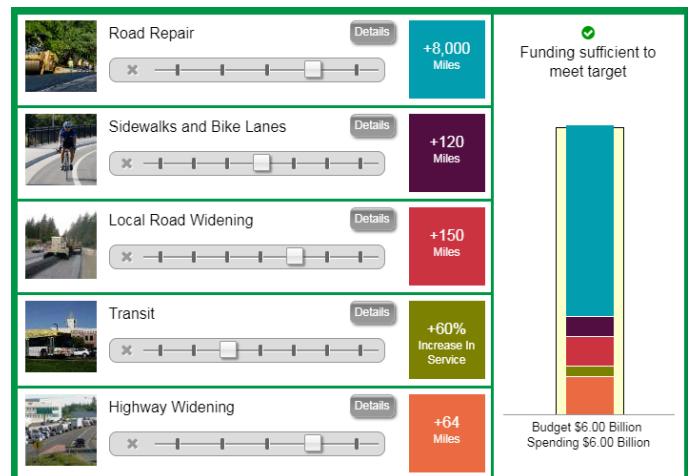 Road Repair
Details
+8,000
Miles
Sidewalks and Bike Lanes
Details
+120
Miles
Local Road Widening
Details
+150
Miles
Transit
Details
+60%
Increase In
Service
Highway Widening
Details
+64
Miles
Funding sufficient to
meet target
Budget $6.00 Billion
Spending $6.00 Billion